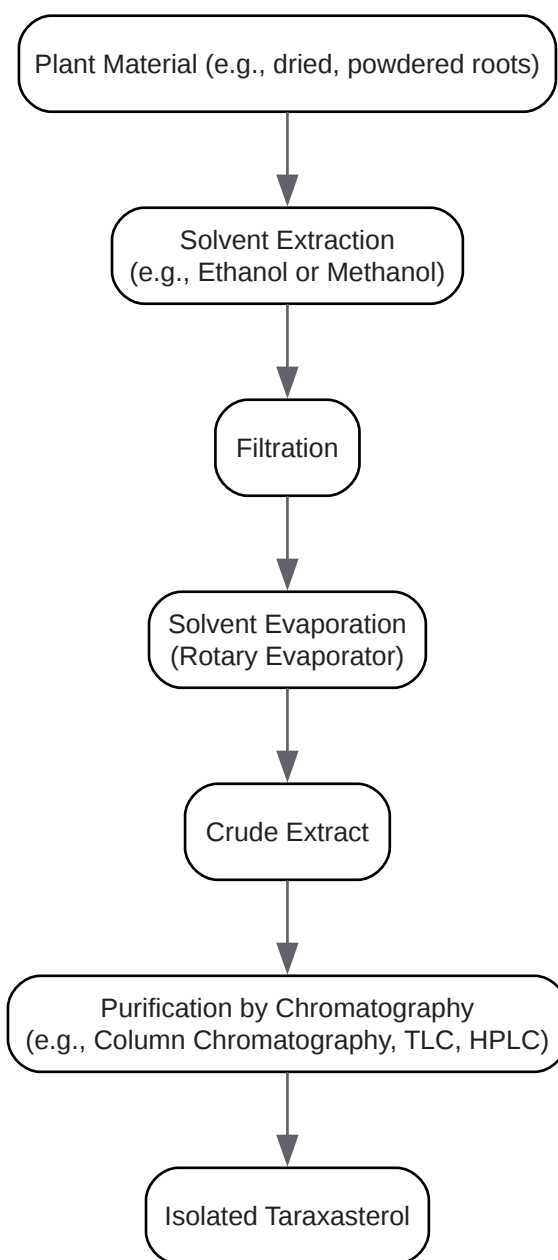 Plant Material (e.g., dried, powdered roots)
Solvent Extraction
(e.g., Ethanol or Methanol)
Filtration
Solvent Evaporation
(Rotary Evaporator)
Crude Extract
Purification by Chromatography
(e.g., Column Chromatography, TLC, HPLC)
Isolated Taraxasterol